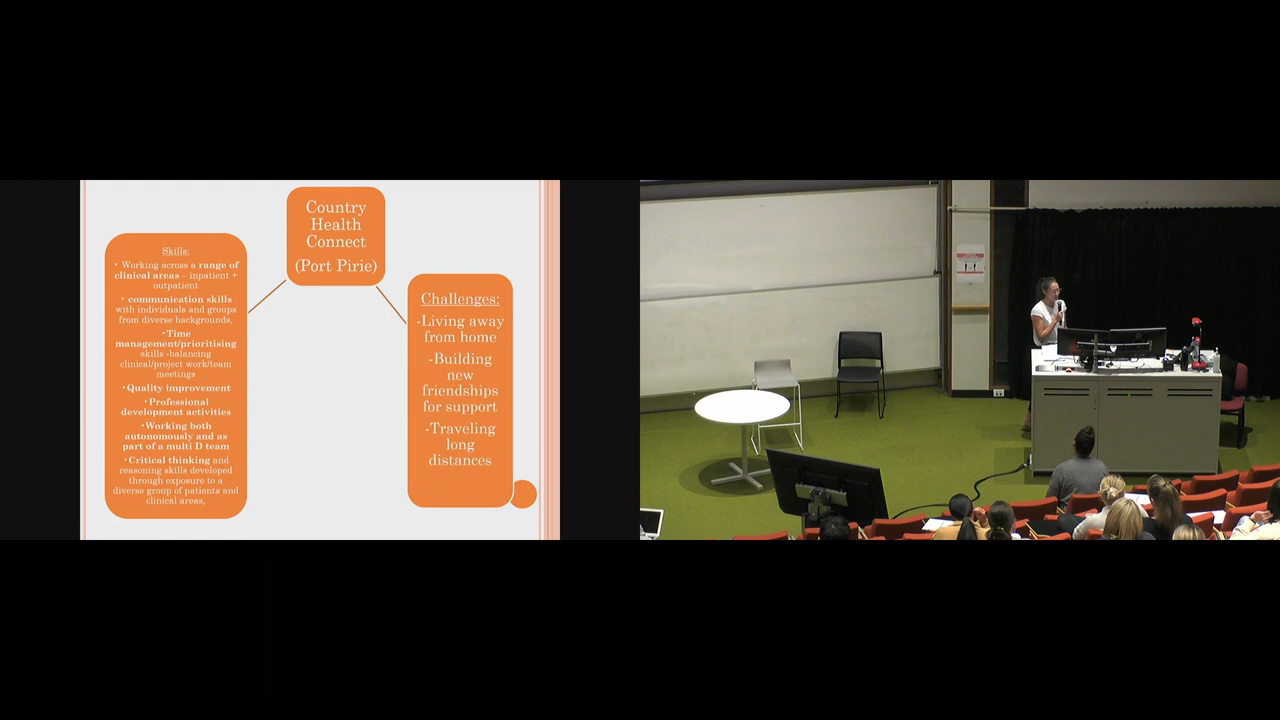 Country
Health
Connect
(Port Pirie)
Skills:
• Working across a range of
clinical areas – inpatient +
outpatient
• communication skills
with individuals and groups
from diverse backgrounds,
•Time
management/prioritising
skills -balancing
clinical/project work/team
meetings
•Quality improvement
•Professional
development activities
•Working both
autonomously and as
part of a multi D team
•Critical thinking and
reasoning skills developed
through exposure to a
diverse group of patients and
clinical areas,
Challenges:
-Living away
from home
-Building
new
friendships
for support
-Traveling
long
distances